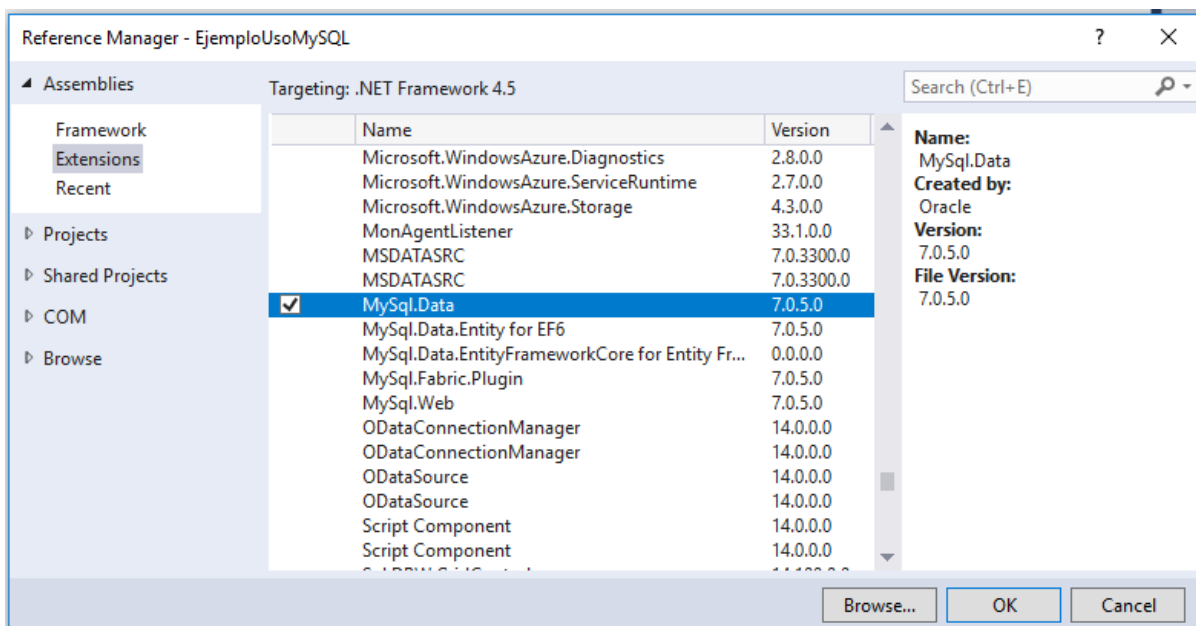 Reference Manager - EjemploUsoMySQL ?
Assemblies
Framework
Extensions
Recent
Projects
Shared Projects
COM
Browse
Targeting: .NET Framework 4.5
Name Version
Microsoft.WindowsAzure.Diagnostics 2.8.0.0
Microsoft.WindowsAzure.ServiceRuntime 2.7.0.0
Microsoft.WindowsAzure.Storage 4.3.0.0
MonAgentListener 33.1.0.0
MSDATASRC 7.0.3300.0
MSDATASRC 7.0.3300.0
MySql.Data 7.0.5.0
MySql.Data.Entity for EF6 7.0.5.0
MySql.Data.EntityFrameworkCore for Entity Fr... 0.0.0.0
MySql.Fabric.Plugin 7.0.5.0
MySql.Web 7.0.5.0
ODataConnectionManager 14.0.0.0
ODataConnectionManager 14.0.0.0
ODataSource 14.0.0.0
ODataSource 14.0.0.0
Script Component 14.0.0.0
Script Component 14.0.0.0
Search (Ctrl+E)
Name:
MySql.Data
Created by:
Oracle
Version:
7.0.5.0
File Version:
7.0.5.0
Browse... OK Cancel